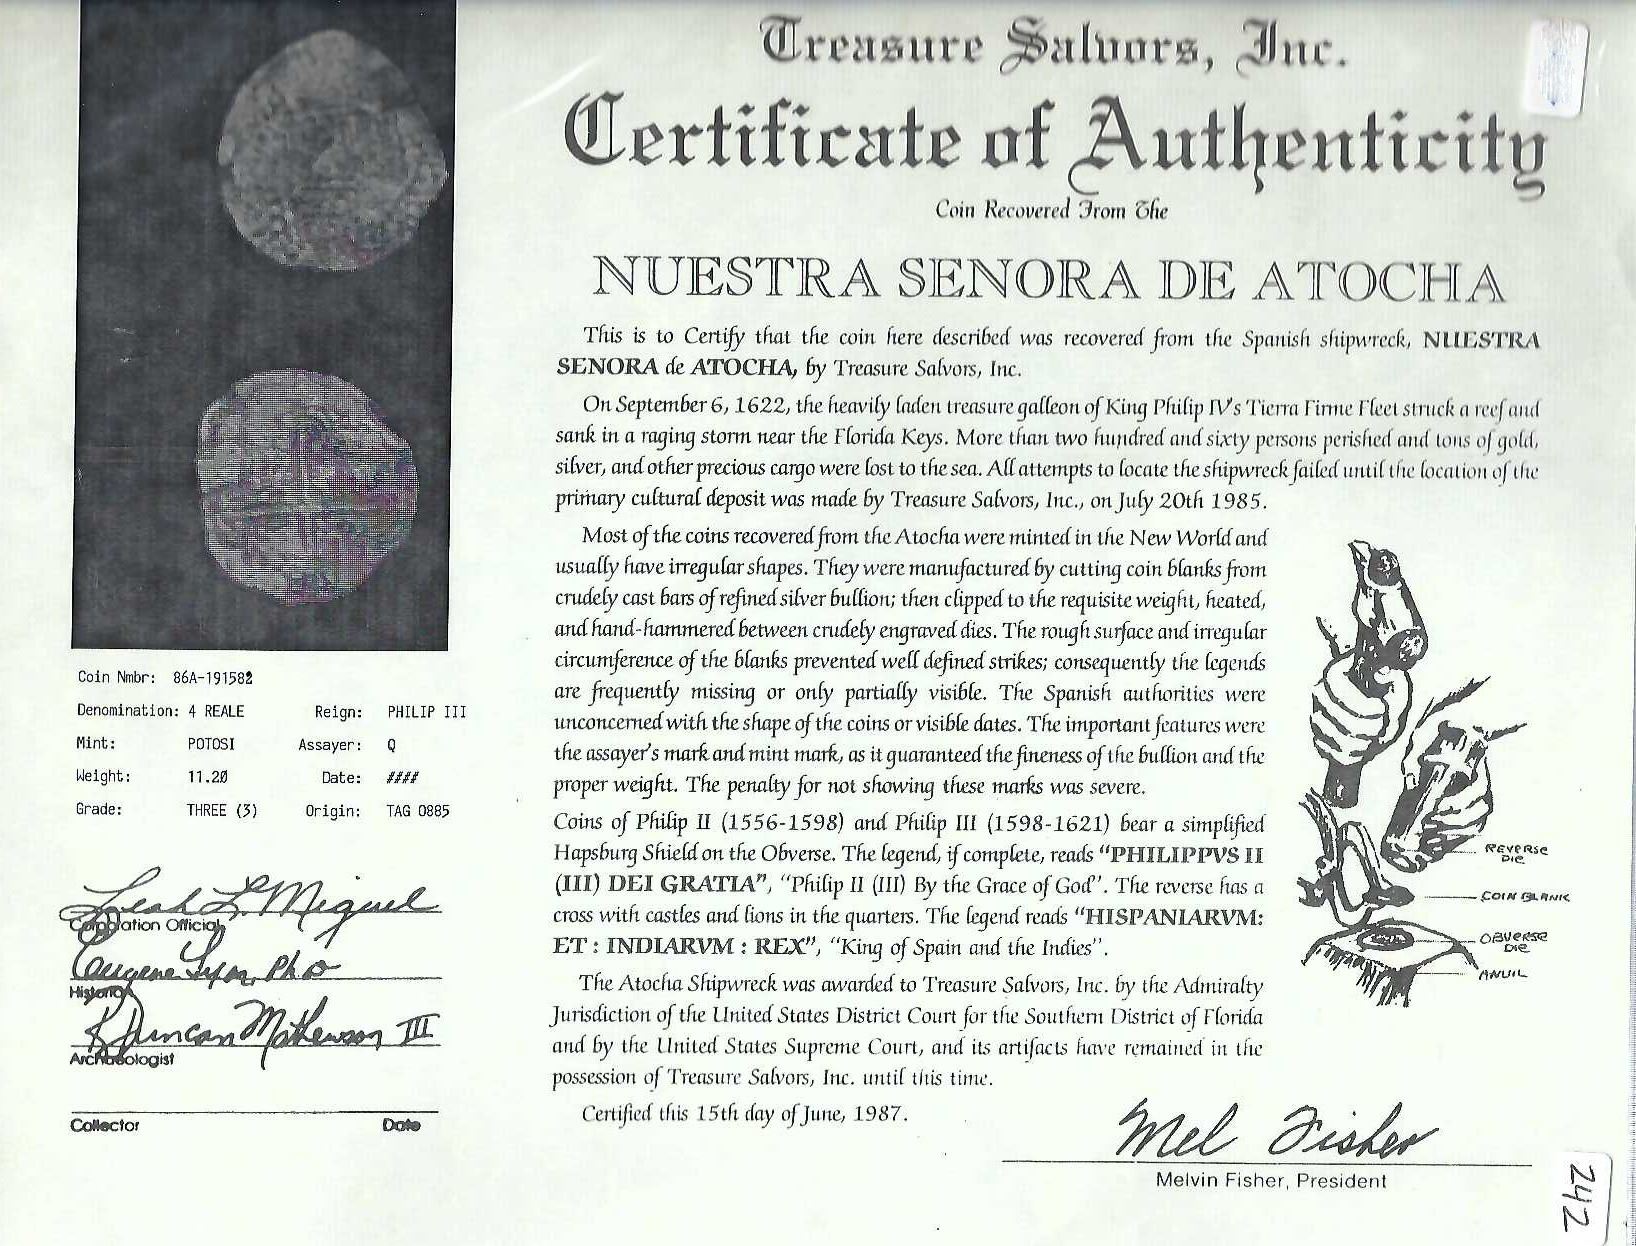 Treasure Salvors, Inc.
Certificate of Authenticity
Coin Recovered From The
NUESTRA SENORA DE ATOCHA
This is to Certify that the coin here described was recovered from the Spanish shipwreck, NUESTRA
SENORA de ATOCHA, by Treasure Salvors, Inc.
On September 6, 1622, the heavily laden treasure galleon of King Philip IV's Tierra Firme Fleet struck a reef and
sank in a raging storm near the Florida Keys. More than two hundred and sixty persons perished and tons of gold,
silver, and other precious cargo were lost to the sea. All attempts to locate the shipwreck failed until the location of the
primary cultural deposit was made by Treasure Salvors, Inc., on July 20th 1985.
Most of the coins recovered from the Atocha were minted in the New World and
usually have irregular shapes. They were manufactured by cutting coin blanks from
crudely cast bars of refined silver bullion; then clipped to the requisite weight, heated,
and hand-hammered between crudely engraved dies. The rough surface and irregular
circumference of the blanks prevented well defined strikes; consequently the legends
are frequently missing or only partially visible. The Spanish authorities were
unconcerned with the shape of the coins or visible dates. The important features were
the assayer's mark and mint mark, as it guaranteed the fineness of the bullion and the
proper weight. The penalty for not showing these marks was severe.
Coins of Philip II (1556-1598) and Philip III (1598-1621) bear a simplified
Hapsburg Shield on the Obverse. The legend, if complete, reads "PHILIPPVS II
(III) DEI GRATIA", "Philip II (III) By the Grace of God". The reverse has a
cross with castles and lions in the quarters. The legend reads "HISPANIARVM:
ET : INDIARVM : REX", "King of Spain and the Indies".
The Atocha Shipwreck was awarded to Treasure Salvors, Inc. by the Admiralty
Jurisdiction of the United States District Court for the Southern District of Florida
and by the United States Supreme Court, and its artifacts have remained in the
possession of Treasure Salvors, Inc. until this time.
Certified this 15th day of June, 1987.
Mel Fisher
Melvin Fisher, President
REVERSE
DIE
COIN BLANK
OBVERSE
DIE
ANVIL
Coin Nmbr: 86A-191582
Denomination: 4 REALE Reign: PHILIP III
Mint: POTOSI Assayer: Q
Weight: 11.20 Date: ####
Grade: THREE (3) Origin: TAG 0885
Leah L. Miguel
Corporation Official
Eugene Lyon, PhD
Historian
R Duncan Mathewson III
Archaeologist
Collector Date
242